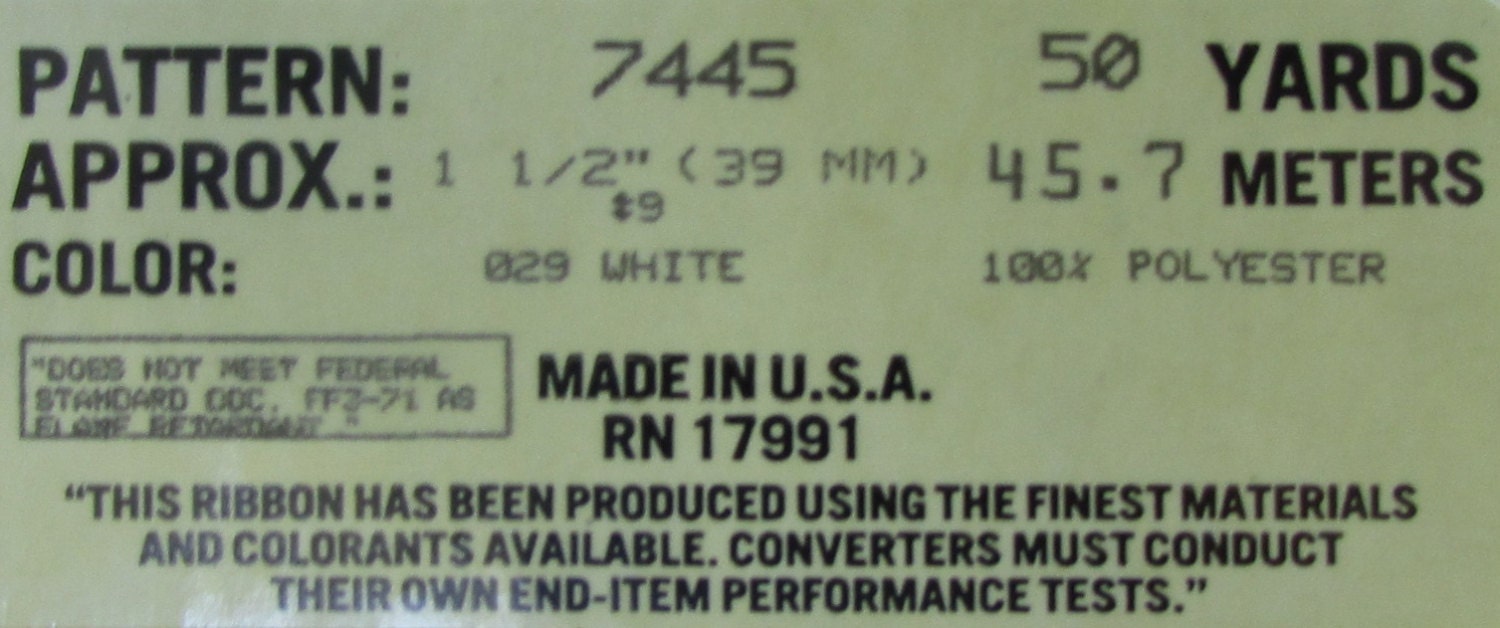 PATTERN: 7445 50 YARDS
APPROX.: 1 1/2" (39 MM) 45.7 METERS
#9
COLOR: 029 WHITE 100% POLYESTER
"DOES NOT MEET FEDERAL
STANDARD DOC. FF3-71 AS
FLAME RETARDANT "
MADE IN U.S.A.
RN 17991
“THIS RIBBON HAS BEEN PRODUCED USING THE FINEST MATERIALS
AND COLORANTS AVAILABLE. CONVERTERS MUST CONDUCT
THEIR OWN END-ITEM PERFORMANCE TESTS.”